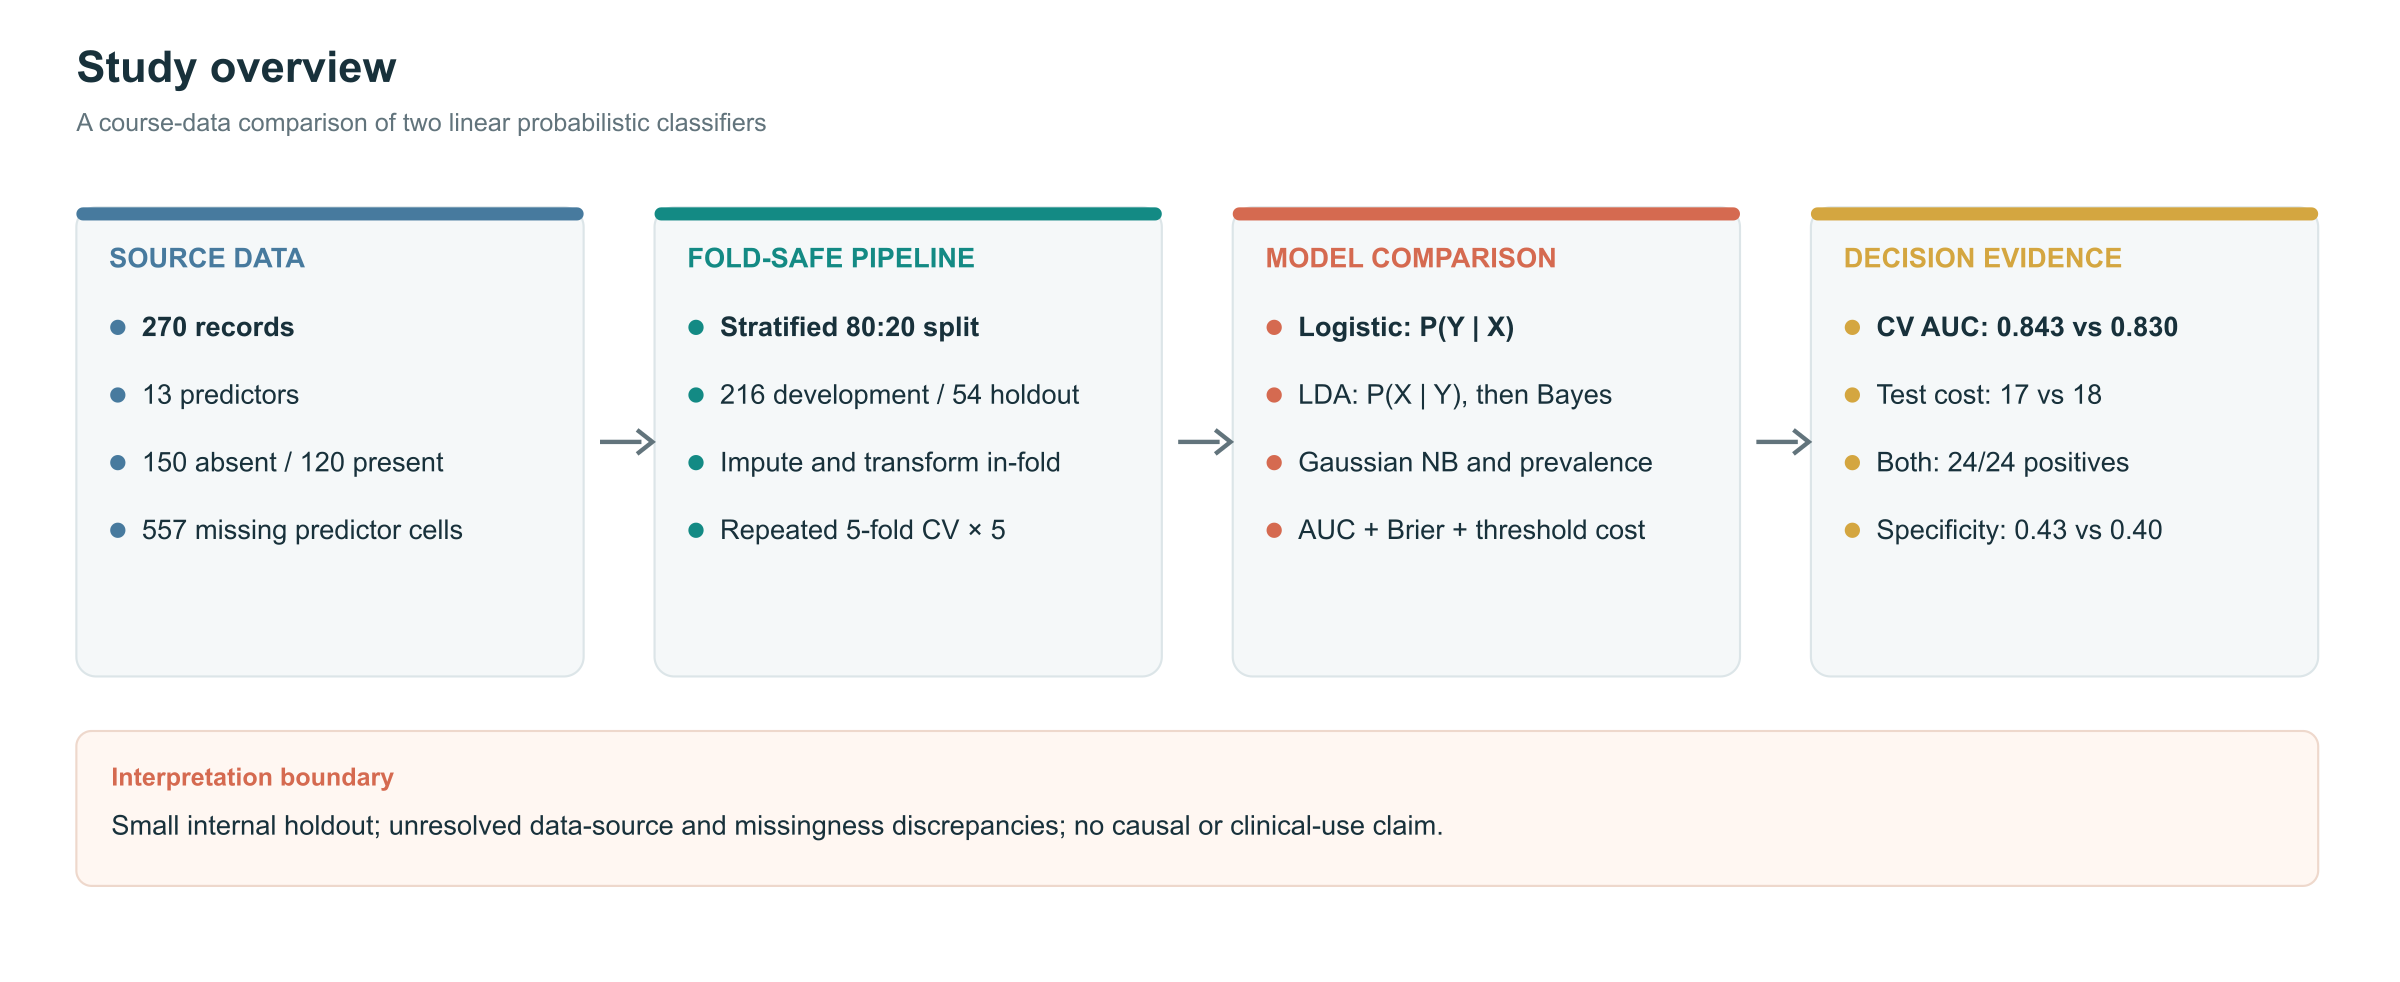 Study overview
A course-data comparison of two linear probabilistic classifiers
SOURCE DATA
270 records
13 predictors
150 absent / 120 present
557 missing predictor cells
FOLD-SAFE PIPELINE
Stratified 80:20 split
216 development / 54 holdout
Impute and transform in-fold
Repeated 5-fold CV × 5
MODEL COMPARISON
Logistic: P(Y | X)
LDA: P(X | Y), then Bayes
Gaussian NB and prevalence
AUC + Brier + threshold cost
DECISION EVIDENCE
CV AUC: 0.843 vs 0.830
Test cost: 17 vs 18
Both: 24/24 positives
Specificity: 0.43 vs 0.40
Interpretation boundary
Small internal holdout; unresolved data-source and missingness discrepancies; no causal or clinical-use claim.